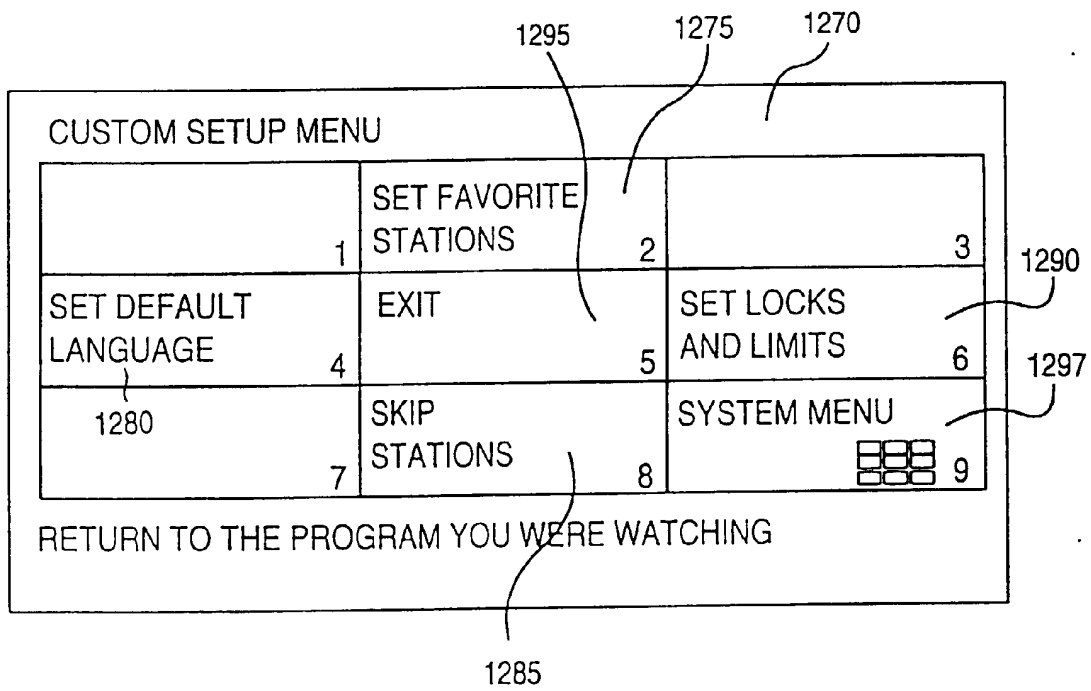 1295 1275 1270
CUSTOM SETUP MENU
1
SET FAVORITE
STATIONS 2
3
1290
SET DEFAULT
LANGUAGE 4
EXIT
5
SET LOCKS
AND LIMITS 6
1297
1280
7
SKIP
STATIONS 8
SYSTEM MENU
9
RETURN TO THE PROGRAM YOU WERE WATCHING
1285